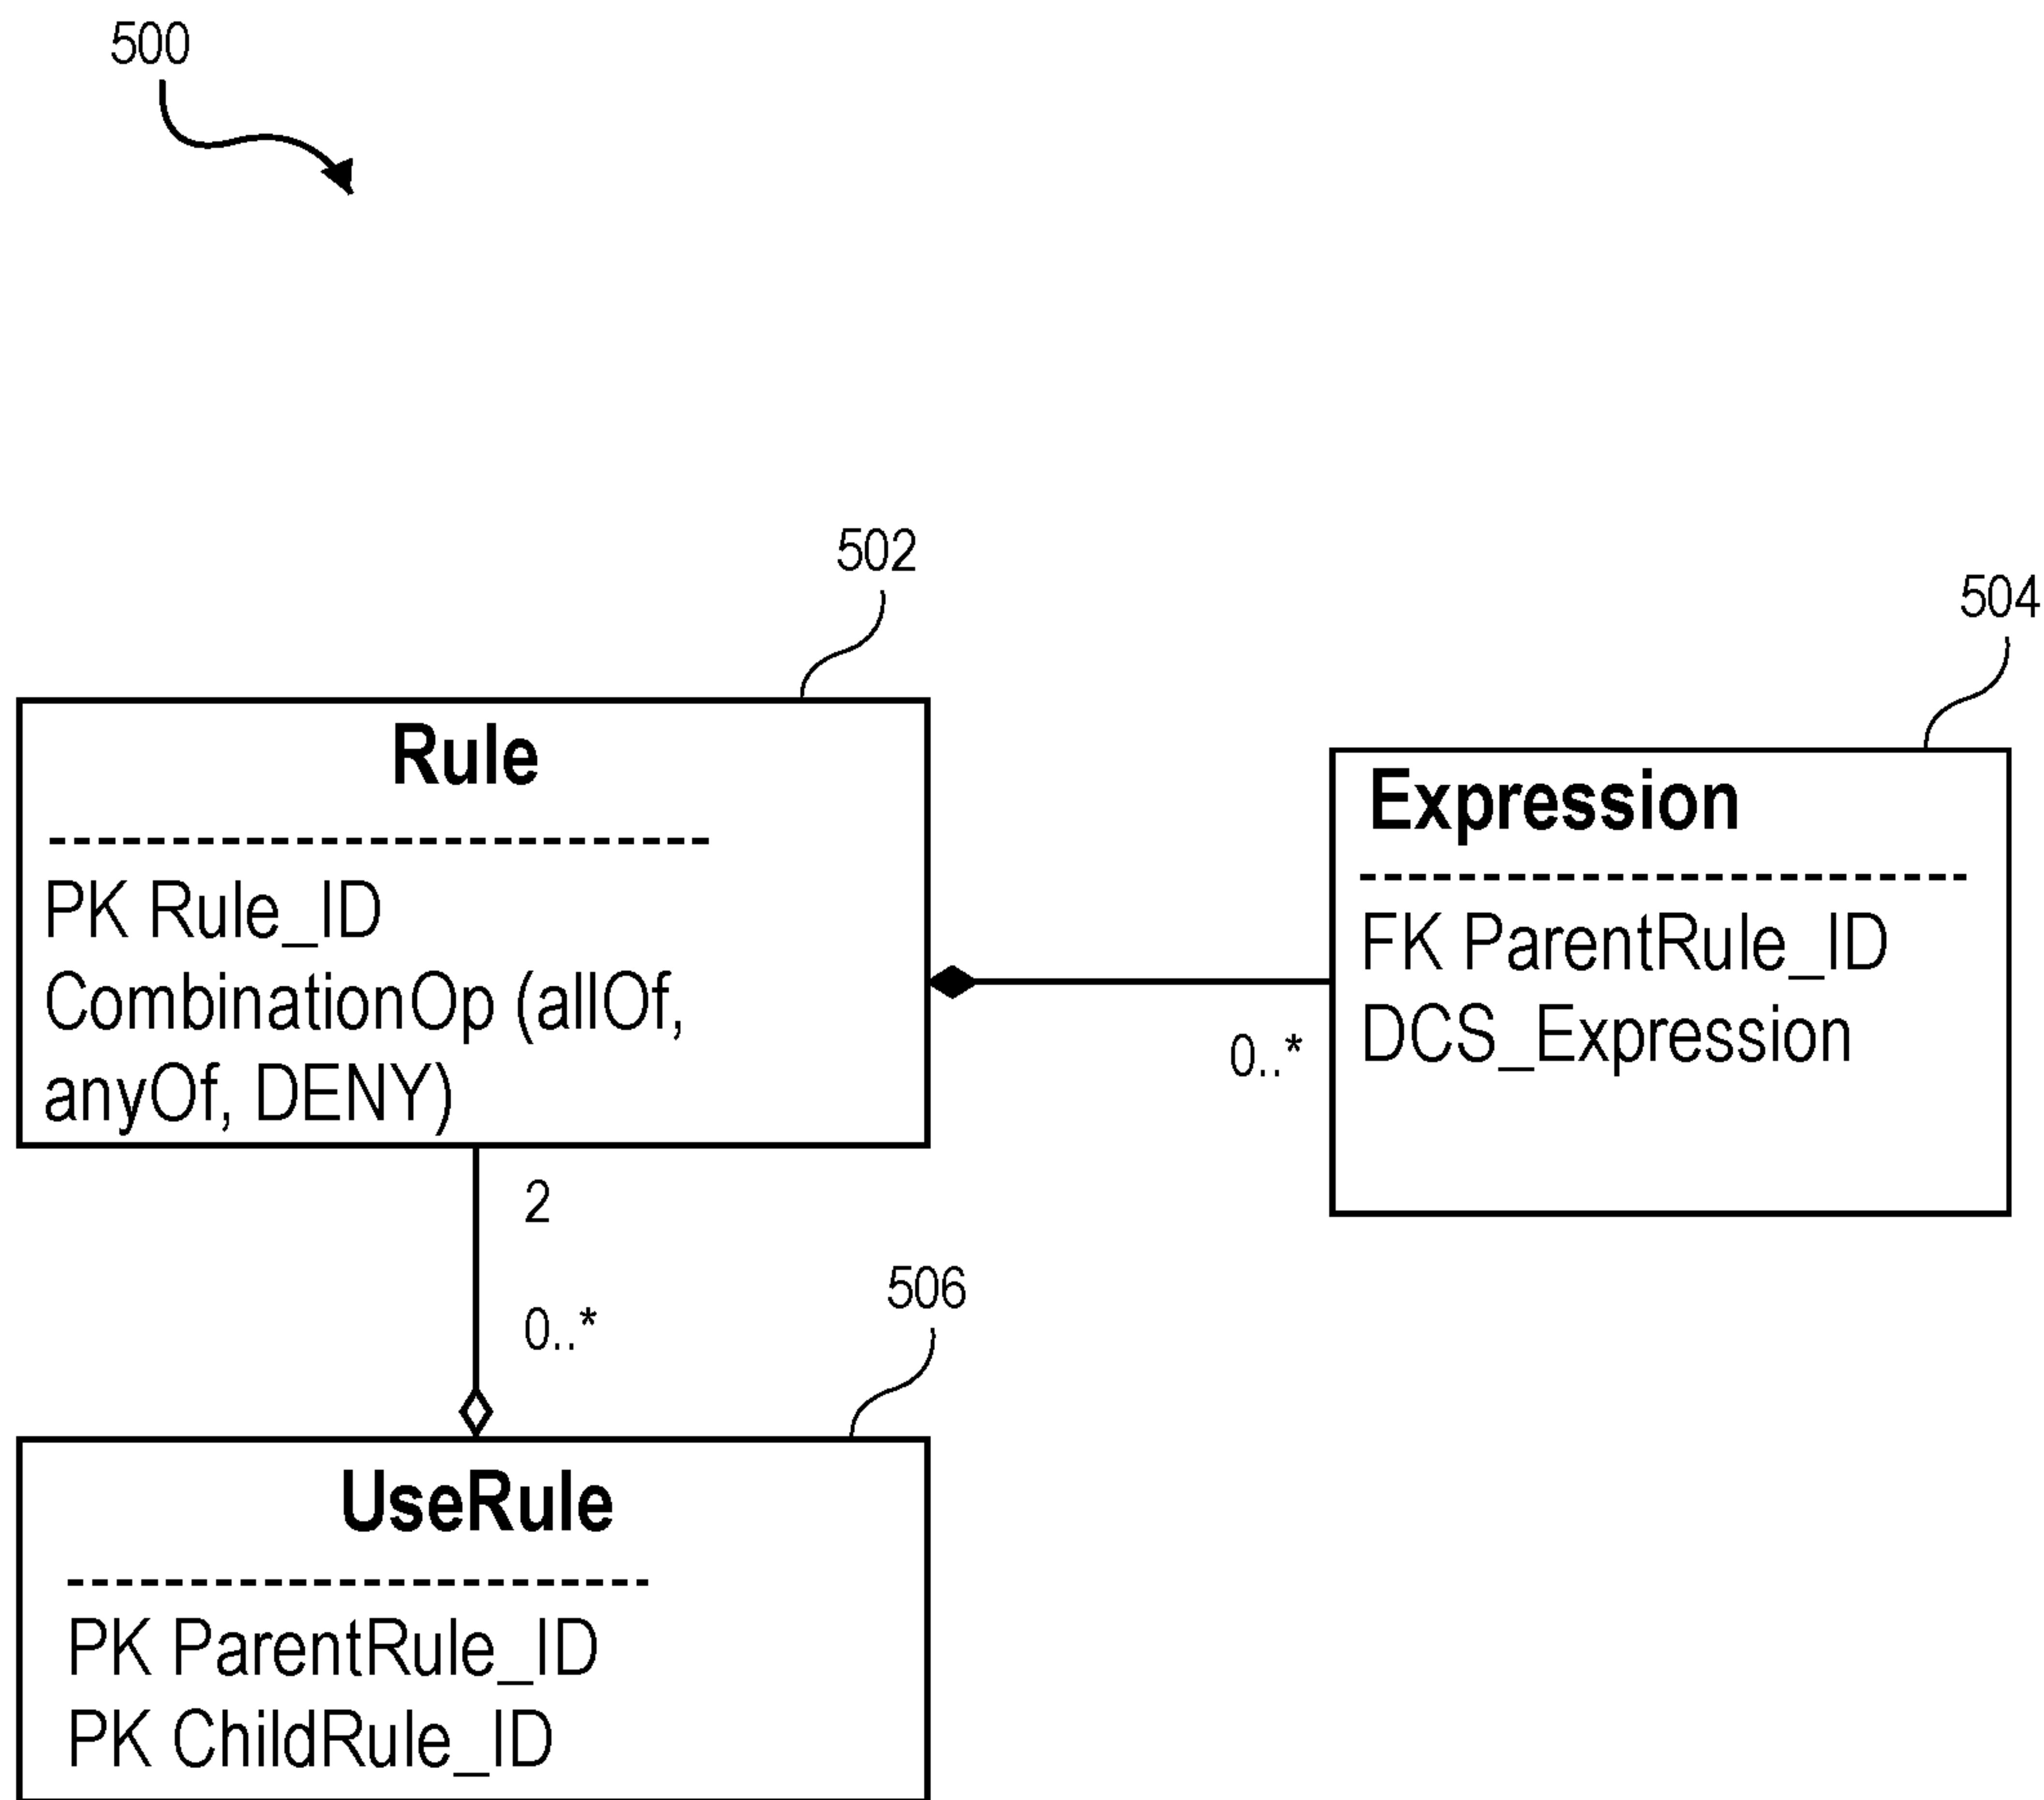 500
502
504
Rule
PK Rule_ID
CombinationOp (allOf,
anyOf, DENY)
Expression
FK ParentRule_ID
DCS_Expression
0..*
2
0..*
506
UseRule
PK ParentRule_ID
PK ChildRule_ID